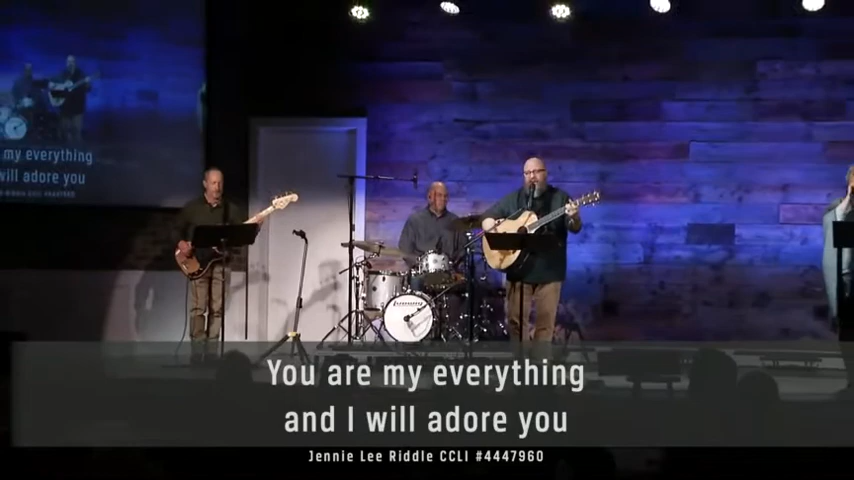 my everything
will adore you
You are my everything
and I will adore you
Jennie Lee Riddle CCLI #4447960